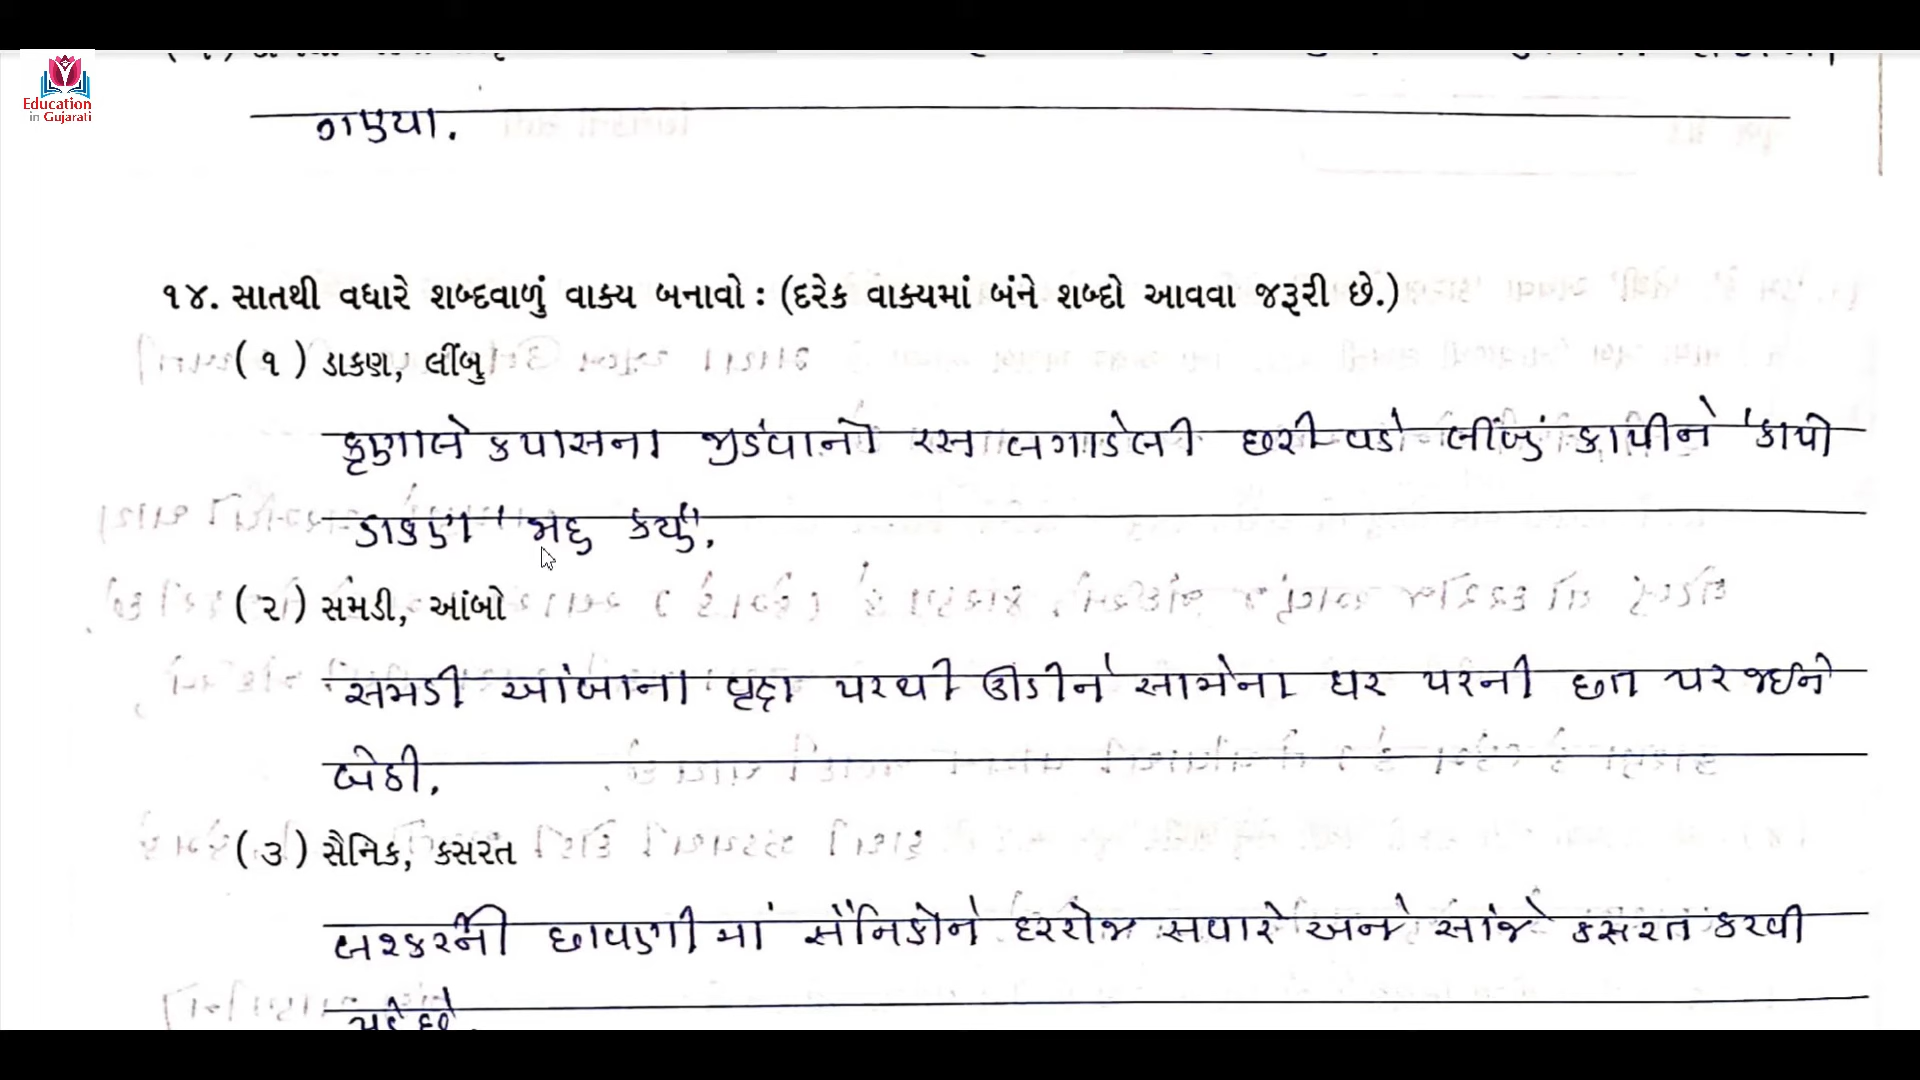 Education
in Gujarati
ગણ્યા.
૧૪. સાતથી વધારે શબ્દવાળું વાક્ય બનાવો : (દરેક વાક્યમાં બંને શબ્દો આવવા જરૂરી છે.)
( ૧ ) ડાકણ, લીંબુ
કૃણાલે કપાસના જીંડવાનો રસ લગાડેલી છરી વડે લીંબું કાપીને 'કાપો
ડાકણ' જાદુ કર્યું.
( ૨ ) સમડી, આંબો
સમડી આંબાના વૃક્ષ પરથી ઊડીને સામેના ઘર પરની છત પર જઈને
બેઠી.
( ૩ ) સૈનિક, કસરત
લશ્કરની છાવણીમાં સૈનિકોને દરરોજ સવારે અને સાંજે કસરત કરવી
પડે છે.